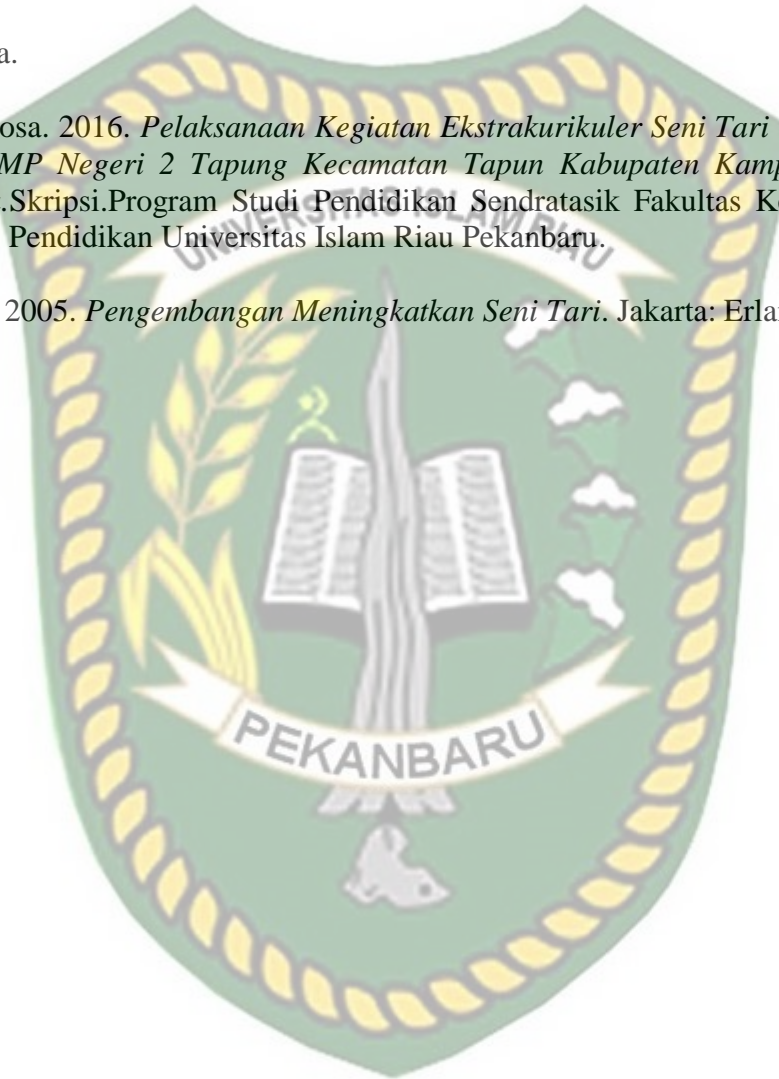 a.
osa. 2016. Pelaksanaan Kegiatan Ekstrakurikuler Seni Tari
MP Negeri 2 Tapung Kecamatan Tapun Kabupaten Kamp
.Skripsi.Program Studi Pendidikan Sendratasik Fakultas Ke
Pendidikan Universitas Islam Riau Pekanbaru.
2005. Pengembangan Meningkatkan Seni Tari. Jakarta: Erla
UNIVERSITAS ISLAM RIAU
PEKANBARU